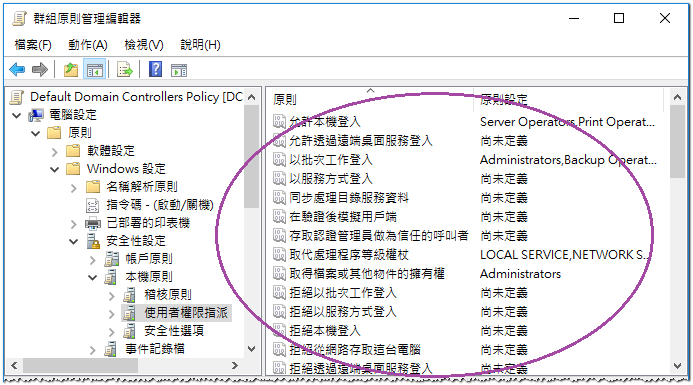 群組原則管理編輯器
檔案(F) 動作(A) 檢視(V) 說明(H)
Default Domain Controllers Policy [DC
電腦設定
原則
軟體設定
Windows 設定
名稱解析原則
指令碼 - (啟動/關機)
已部署的印表機
安全性設定
帳戶原則
本機原則
稽核原則
使用者權限指派
安全性選項
事件記錄檔
原則 原則設定
允許本機登入 Server Operators,Print Operat...
允許透過遠端桌面服務登入 尚未定義
以批次工作登入 Administrators,Backup Operat...
以服務方式登入 尚未定義
同步處理目錄服務資料 尚未定義
在驗證後模擬用戶端 尚未定義
存取認證管理員做為信任的呼叫者 尚未定義
取代處理程序等級權杖 LOCAL SERVICE,NETWORK S...
取得檔案或其他物件的擁有權 Administrators
拒絕以批次工作登入 尚未定義
拒絕以服務方式登入 尚未定義
拒絕本機登入 尚未定義
拒絕從網路存取這台電腦 尚未定義
拒絕透過遠端桌面服務登入 尚未定義